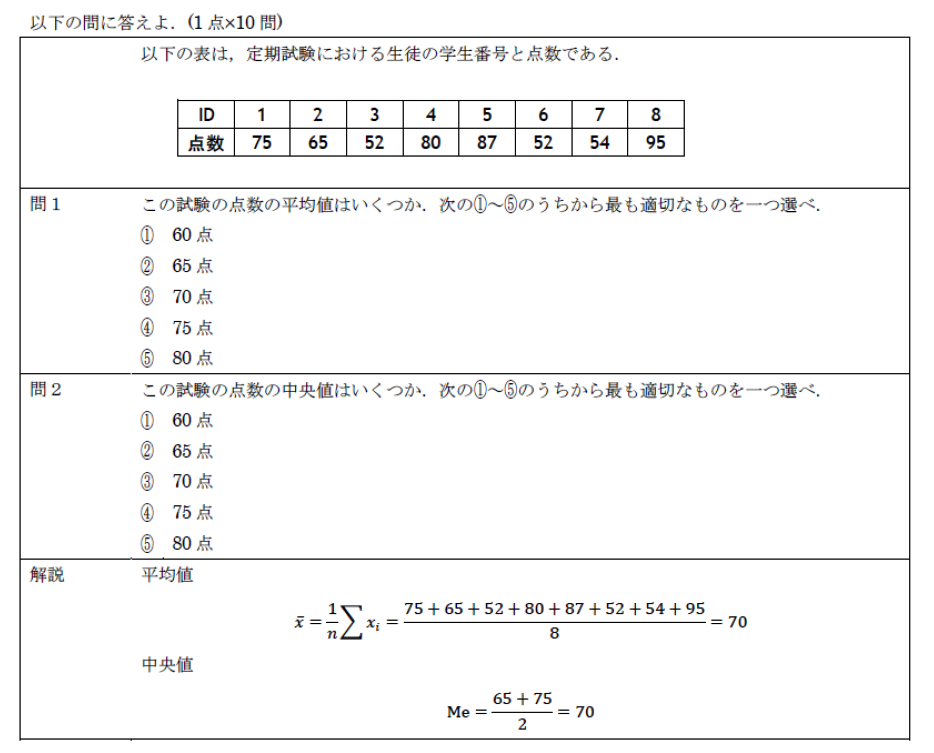 以下の問に答えよ．(1 点×10 問)
以下の表は，定期試験における生徒の学生番号と点数である．
ID 1 2 3 4 5 6 7 8
点数 75 65 52 80 87 52 54 95
問１ この試験の点数の平均値はいくつか．次の①～⑤のうちから最も適切なものを一つ選べ．
① 60 点
② 65 点
③ 70 点
④ 75 点
⑤ 80 点
問２ この試験の点数の中央値はいくつか．次の①～⑤のうちから最も適切なものを一つ選べ．
① 60 点
② 65 点
③ 70 点
④ 75 点
⑤ 80 点
解説 平均値
x̄ = 1/n ∑ xᵢ = (75 + 65 + 52 + 80 + 87 + 52 + 54 + 95)/8 = 70
中央値
Me = (65 + 75)/2 = 70